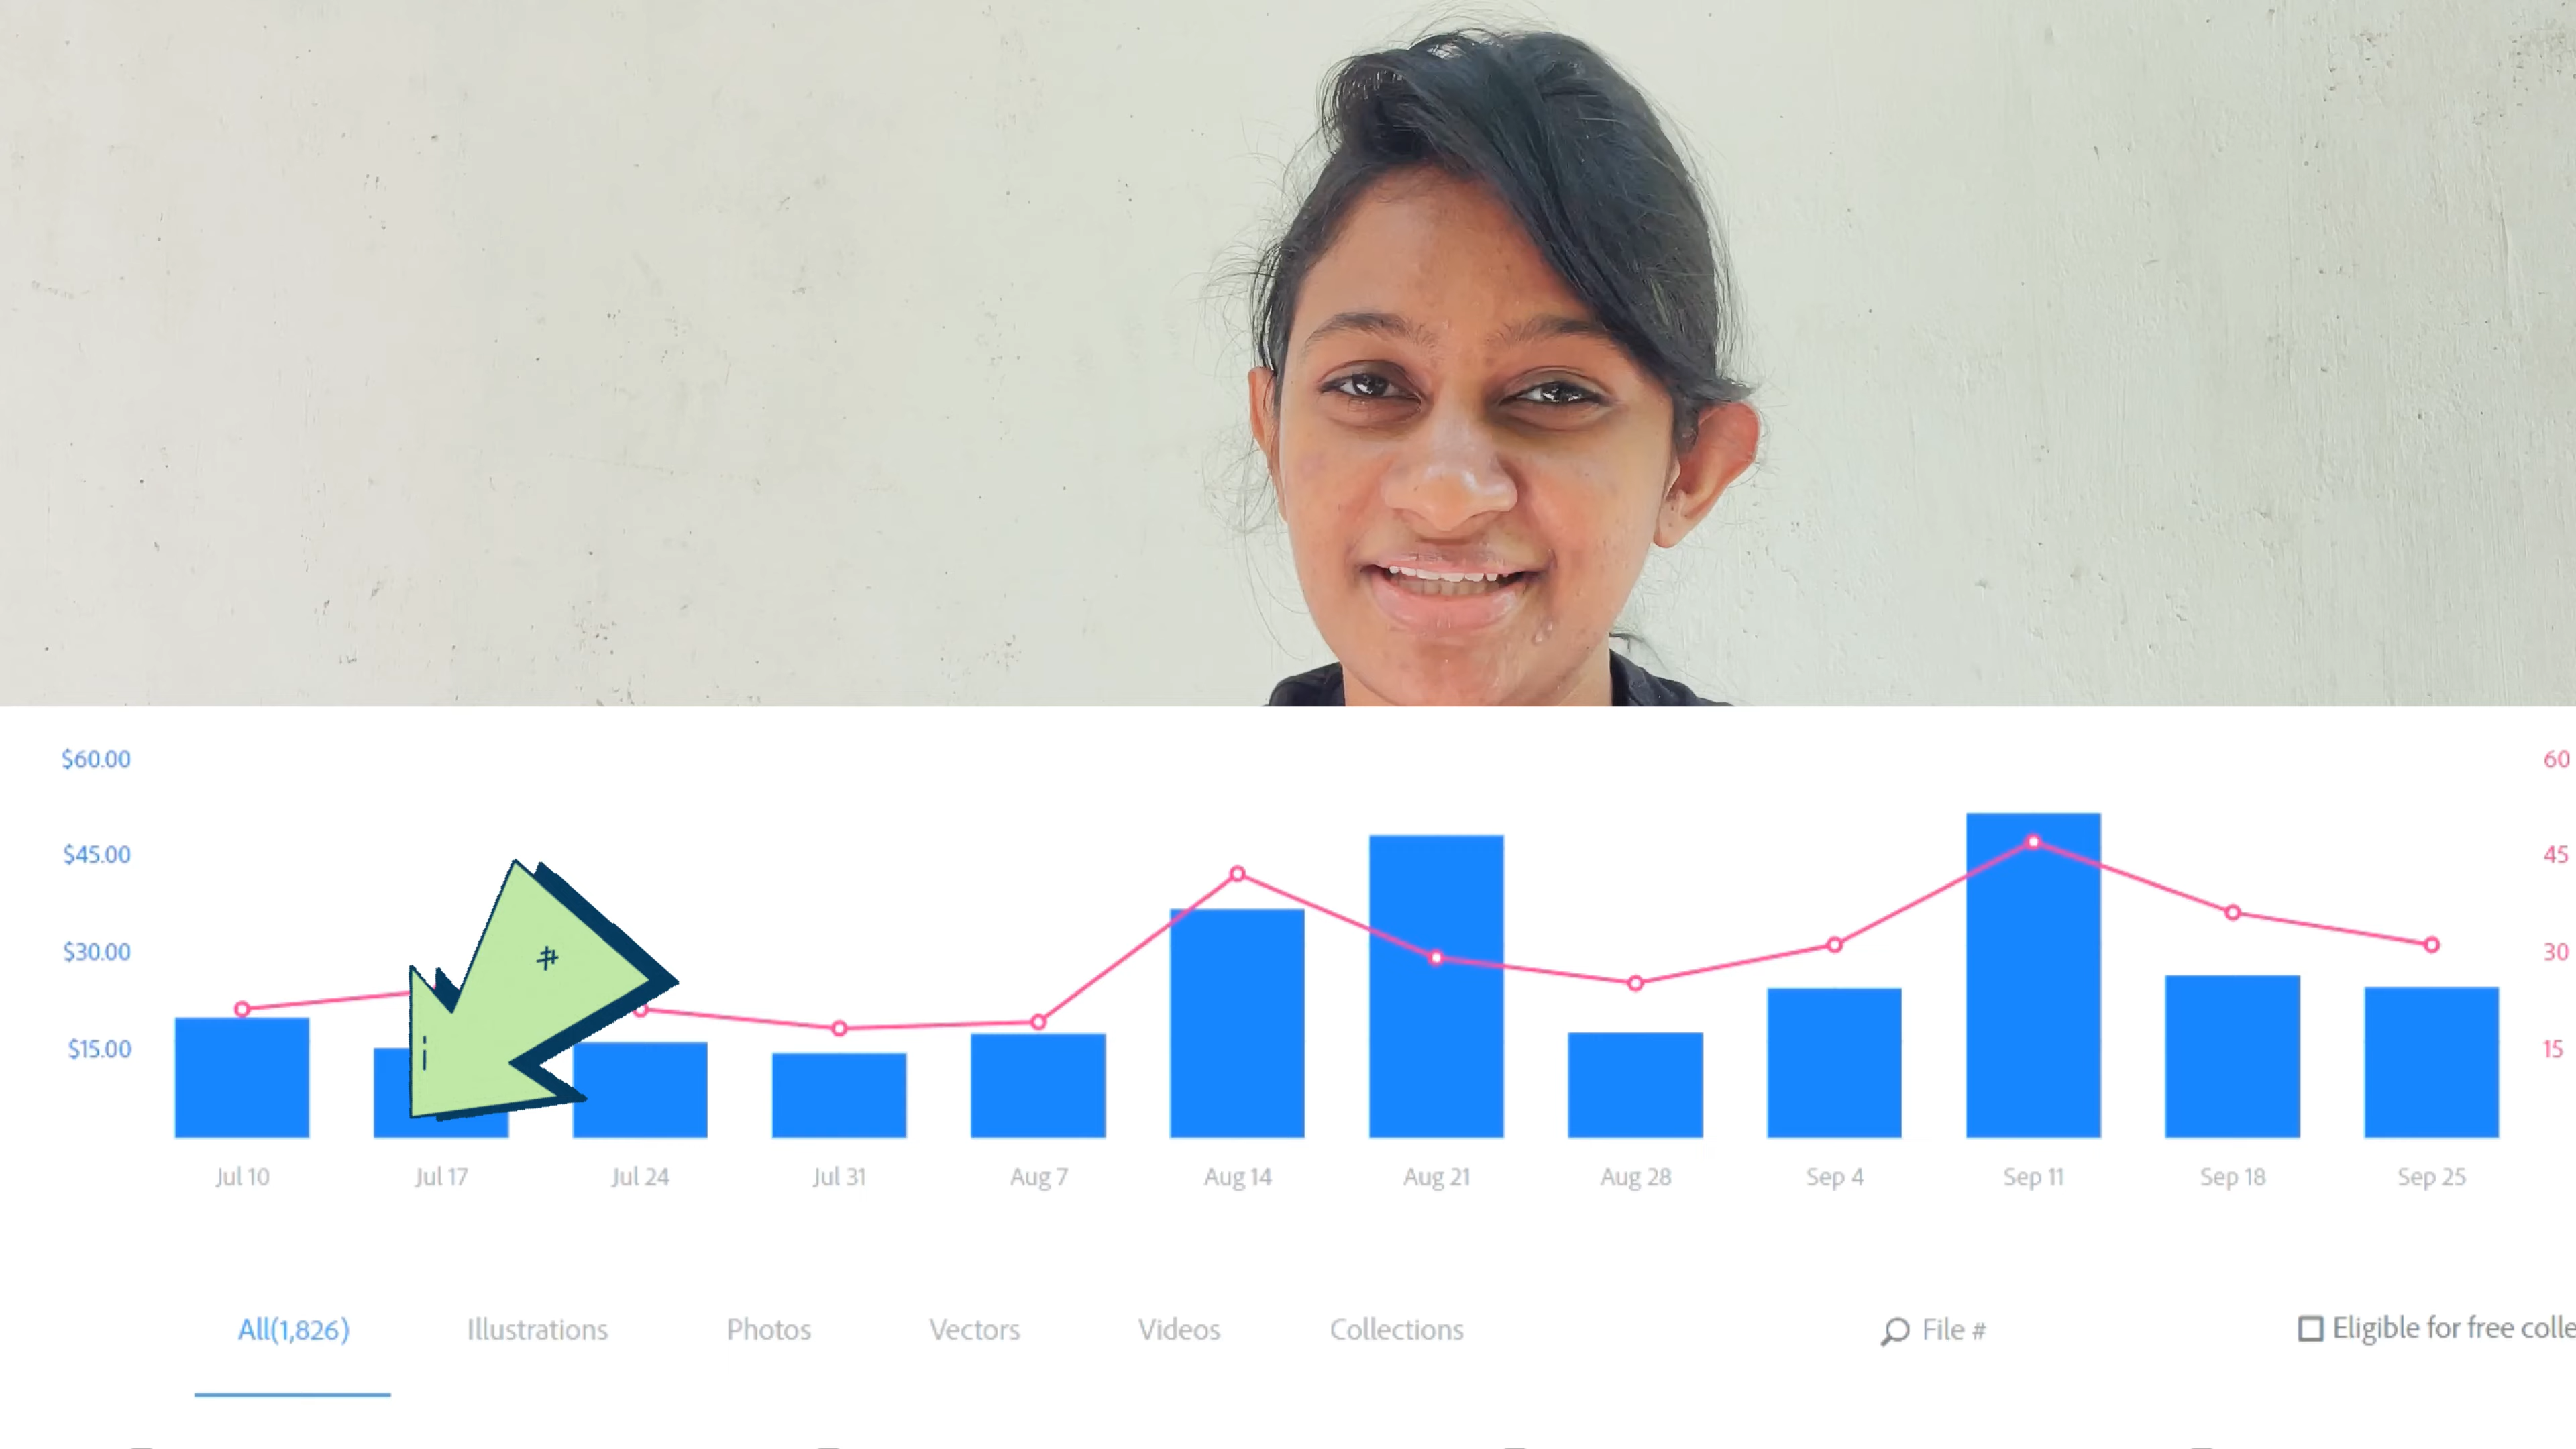 $60.00 60
$45.00 45
#
$30.00 30
$15.00 15
Jul 10 Jul 17 Jul 24 Jul 31 Aug 7 Aug 14 Aug 21 Aug 28 Sep 4 Sep 11 Sep 18 Sep 25
All(1,826) Illustrations Photos Vectors Videos Collections File # Eligible for free colle